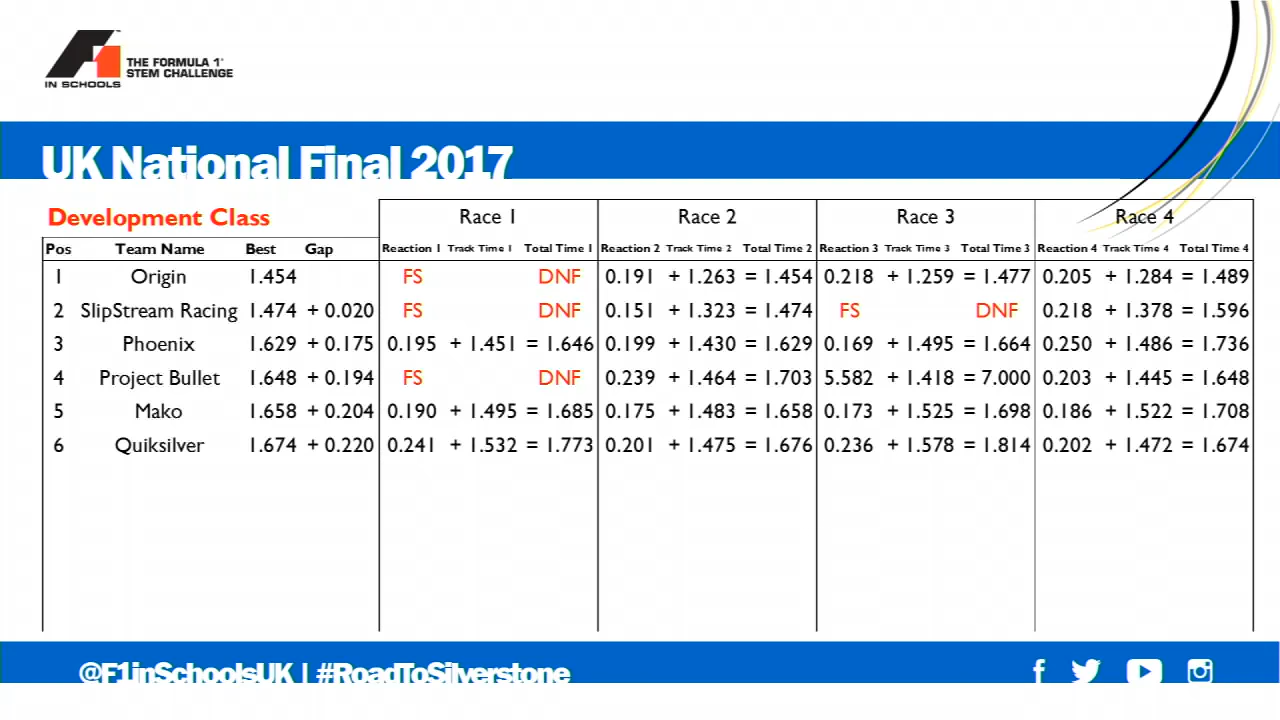 THE FORMULA 1®
STEM CHALLENGE
IN SCHOOLS
UK National Final 2017
Development Class Race 1 Race 2 Race 3 Race 4
Pos Team Name Best Gap Reaction 1 Track Time 1 Total Time 1 Reaction 2 Track Time 2 Total Time 2 Reaction 3 Track Time 3 Total Time 3 Reaction 4 Track Time 4 Total Time 4
1 Origin 1.454 FS DNF 0.191 + 1.263 = 1.454 0.218 + 1.259 = 1.477 0.205 + 1.284 = 1.489
2 SlipStream Racing 1.474 + 0.020 FS DNF 0.151 + 1.323 = 1.474 FS DNF 0.218 + 1.378 = 1.596
3 Phoenix 1.629 + 0.175 0.195 + 1.451 = 1.646 0.199 + 1.430 = 1.629 0.169 + 1.495 = 1.664 0.250 + 1.486 = 1.736
4 Project Bullet 1.648 + 0.194 FS DNF 0.239 + 1.464 = 1.703 5.582 + 1.418 = 7.000 0.203 + 1.445 = 1.648
5 Mako 1.658 + 0.204 0.190 + 1.495 = 1.685 0.175 + 1.483 = 1.658 0.173 + 1.525 = 1.698 0.186 + 1.522 = 1.708
6 Quiksilver 1.674 + 0.220 0.241 + 1.532 = 1.773 0.201 + 1.475 = 1.676 0.236 + 1.578 = 1.814 0.202 + 1.472 = 1.674
@F1inSchoolsUK | #RoadToSilverstone